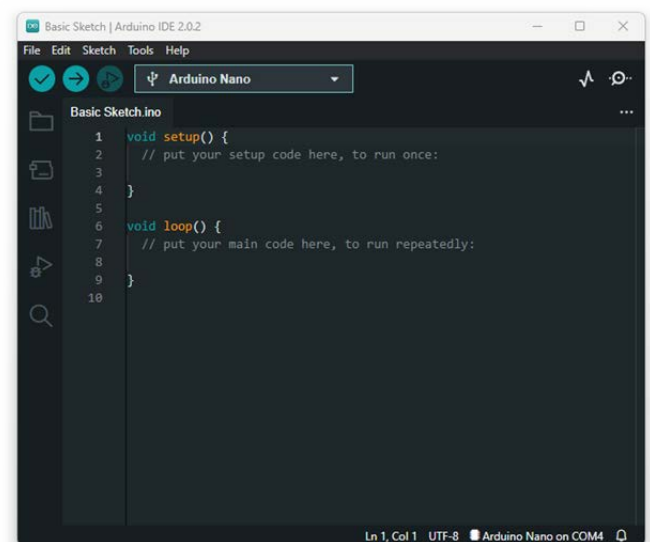 Basic Sketch | Arduino IDE 2.0.2
File Edit Sketch Tools Help
Arduino Nano
Basic Sketch.ino
...
1 void setup() {
2 // put your setup code here, to run once:
3
4 }
5
6 void loop() {
7 // put your main code here, to run repeatedly:
8
9 }
10
Ln 1, Col 1 UTF-8 Arduino Nano on COM4